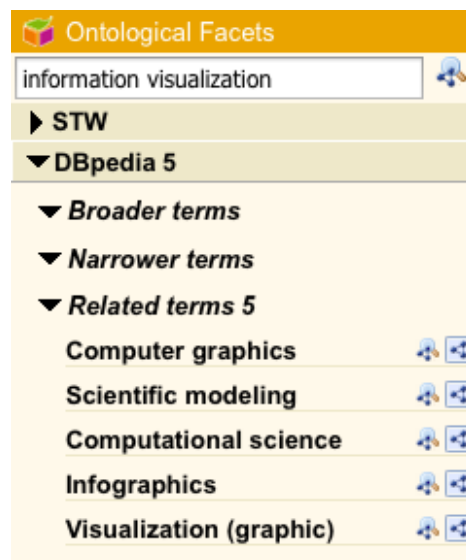 Ontological Facets
information visualization
STW
DBpedia 5
Broader terms
Narrower terms
Related terms 5
Computer graphics
Scientific modeling
Computational science
Infographics
Visualization (graphic)